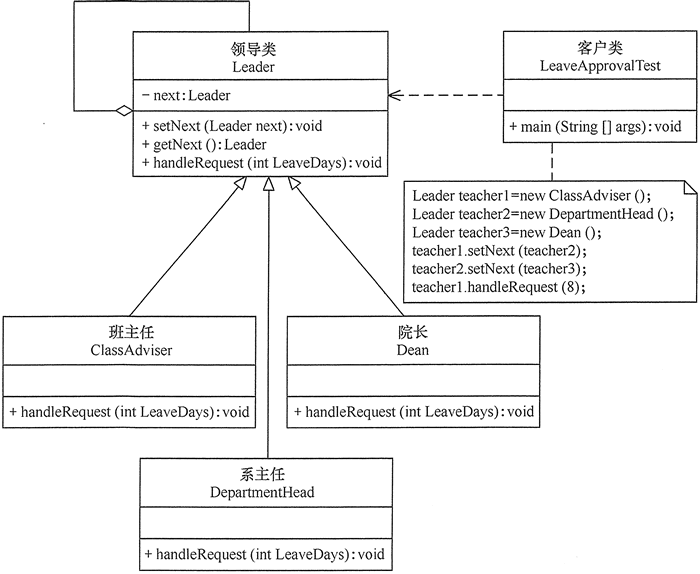 领导类
Leader
− next:Leader
+ setNext (Leader next):void
+ getNext ():Leader
+ handleRequest (int LeaveDays):void
客户类
LeaveApprovalTest
+ main (String [] args):void
Leader teacher1=new ClassAdviser ();
Leader teacher2=new DepartmentHead ();
Leader teacher3=new Dean ();
teacher1.setNext (teacher2);
teacher2.setNext (teacher3);
teacher1.handleRequest (8);
班主任
ClassAdviser
+ handleRequest (int LeaveDays):void
院长
Dean
+ handleRequest (int LeaveDays):void
系主任
DepartmentHead
+ handleRequest (int LeaveDays):void